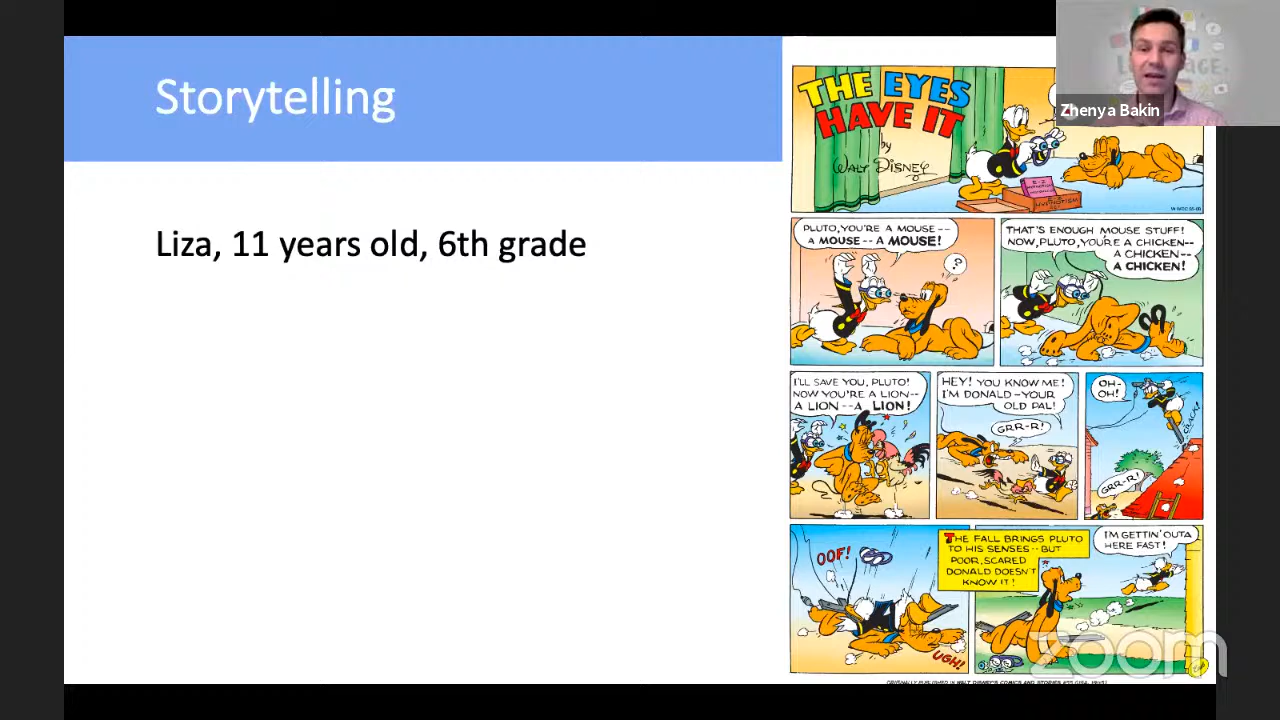 Storytelling
Liza, 11 years old, 6th grade
THE EYES
HAVE IT
by
WALT DISNEY
HYPNOTISM
PLUTO, YOU'RE A MOUSE--
A MOUSE-- A MOUSE!
?
THAT'S ENOUGH MOUSE STUFF!
NOW, PLUTO, YOU'RE A CHICKEN--
A CHICKEN--
A CHICKEN!
I'LL SAVE YOU, PLUTO!
NOW YOU'RE A LION--
A LION--A LION!
HEY! YOU KNOW ME!
I'M DONALD--YOUR
OLD PAL!
GRR-R!
OH-
OH!
CRACK!
GRR-R!
OOF!
UGH!
THE FALL BRINGS PLUTO
TO HIS SENSES--BUT
POOR, SCARED
DONALD DOESN'T
KNOW IT!
I'M GETTIN' OUTA
HERE FAST!
Zhenya Bakin
zoom